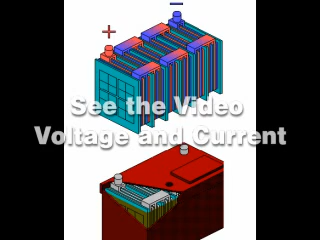 + −
See the Video
Voltage and Current